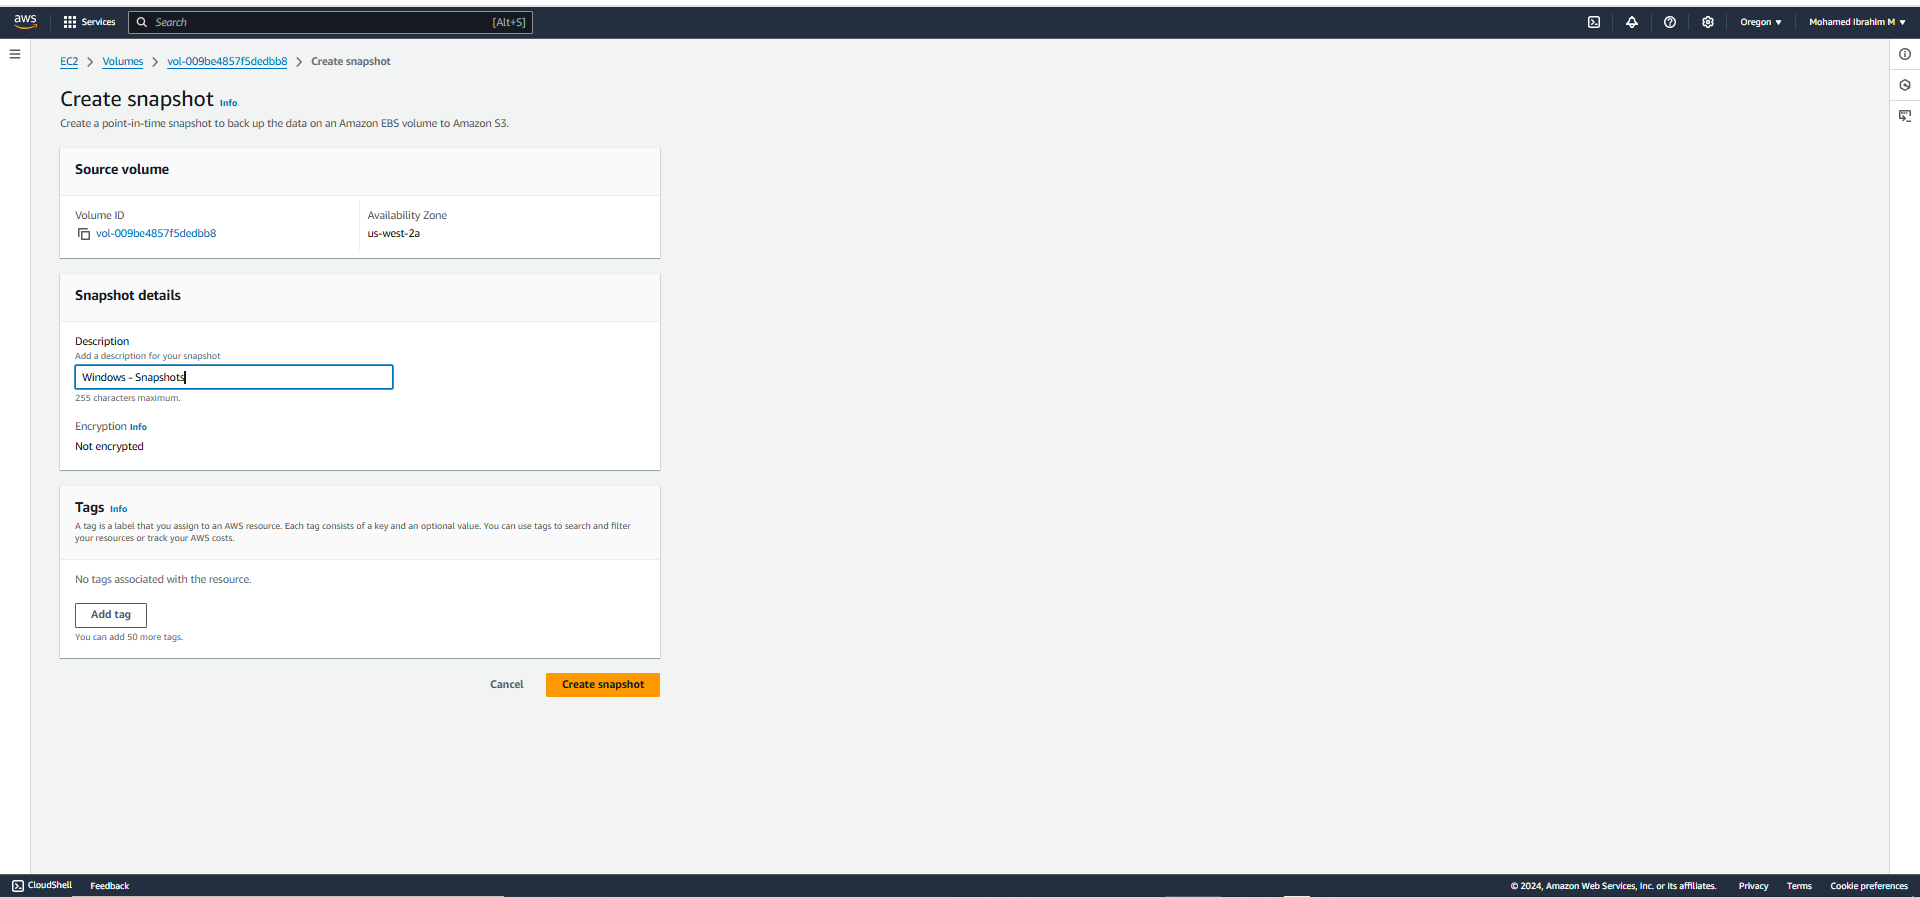 aws Services Search [Alt+S] Oregon ▼ Mohamed Ibrahim M ▼
EC2 > Volumes > vol-009be4857f5dedbb8 > Create snapshot
Create snapshot Info
Create a point-in-time snapshot to back up the data on an Amazon EBS volume to Amazon S3.
Source volume
Volume ID
vol-009be4857f5dedbb8
Availability Zone
us-west-2a
Snapshot details
Description
Add a description for your snapshot
Windows - Snapshots
255 characters maximum.
Encryption Info
Not encrypted
Tags Info
A tag is a label that you assign to an AWS resource. Each tag consists of a key and an optional value. You can use tags to search and filter
your resources or track your AWS costs.
No tags associated with the resource.
Add tag
You can add 50 more tags.
Cancel Create snapshot
CloudShell Feedback © 2024, Amazon Web Services, Inc. or its affiliates. Privacy Terms Cookie preferences